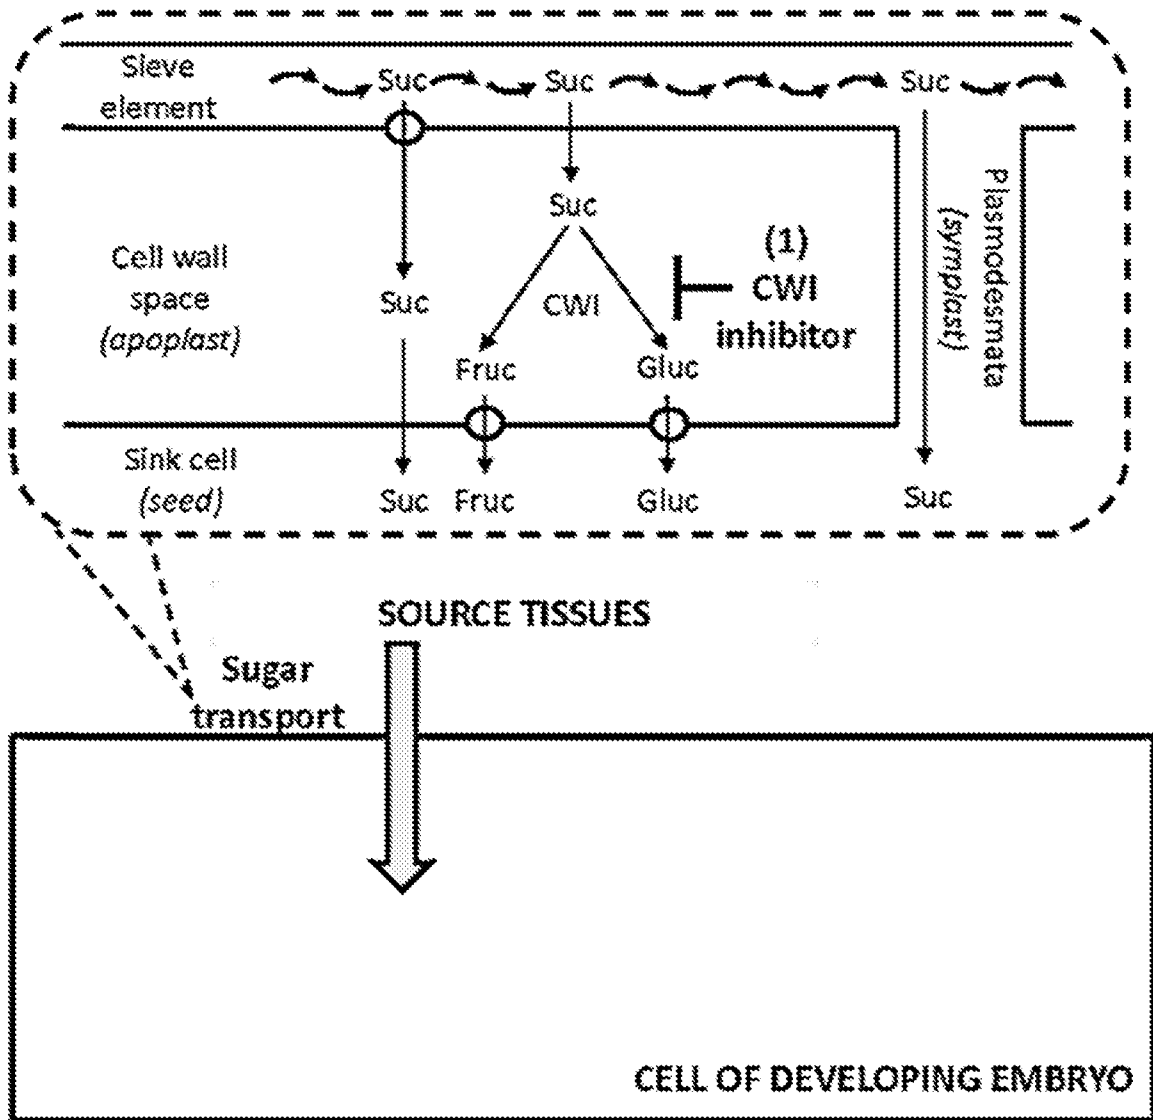 Sieve
element
Suc
Suc
Suc
Suc
Cell wall
space
(apoplast)
Suc
CWI
(1)
CWI
inhibitor
Plasmodesmata
(symplast)
Fruc
Gluc
Sink cell
(seed)
Suc
Fruc
Gluc
Suc
SOURCE TISSUES
Sugar
transport
CELL OF DEVELOPING EMBRYO